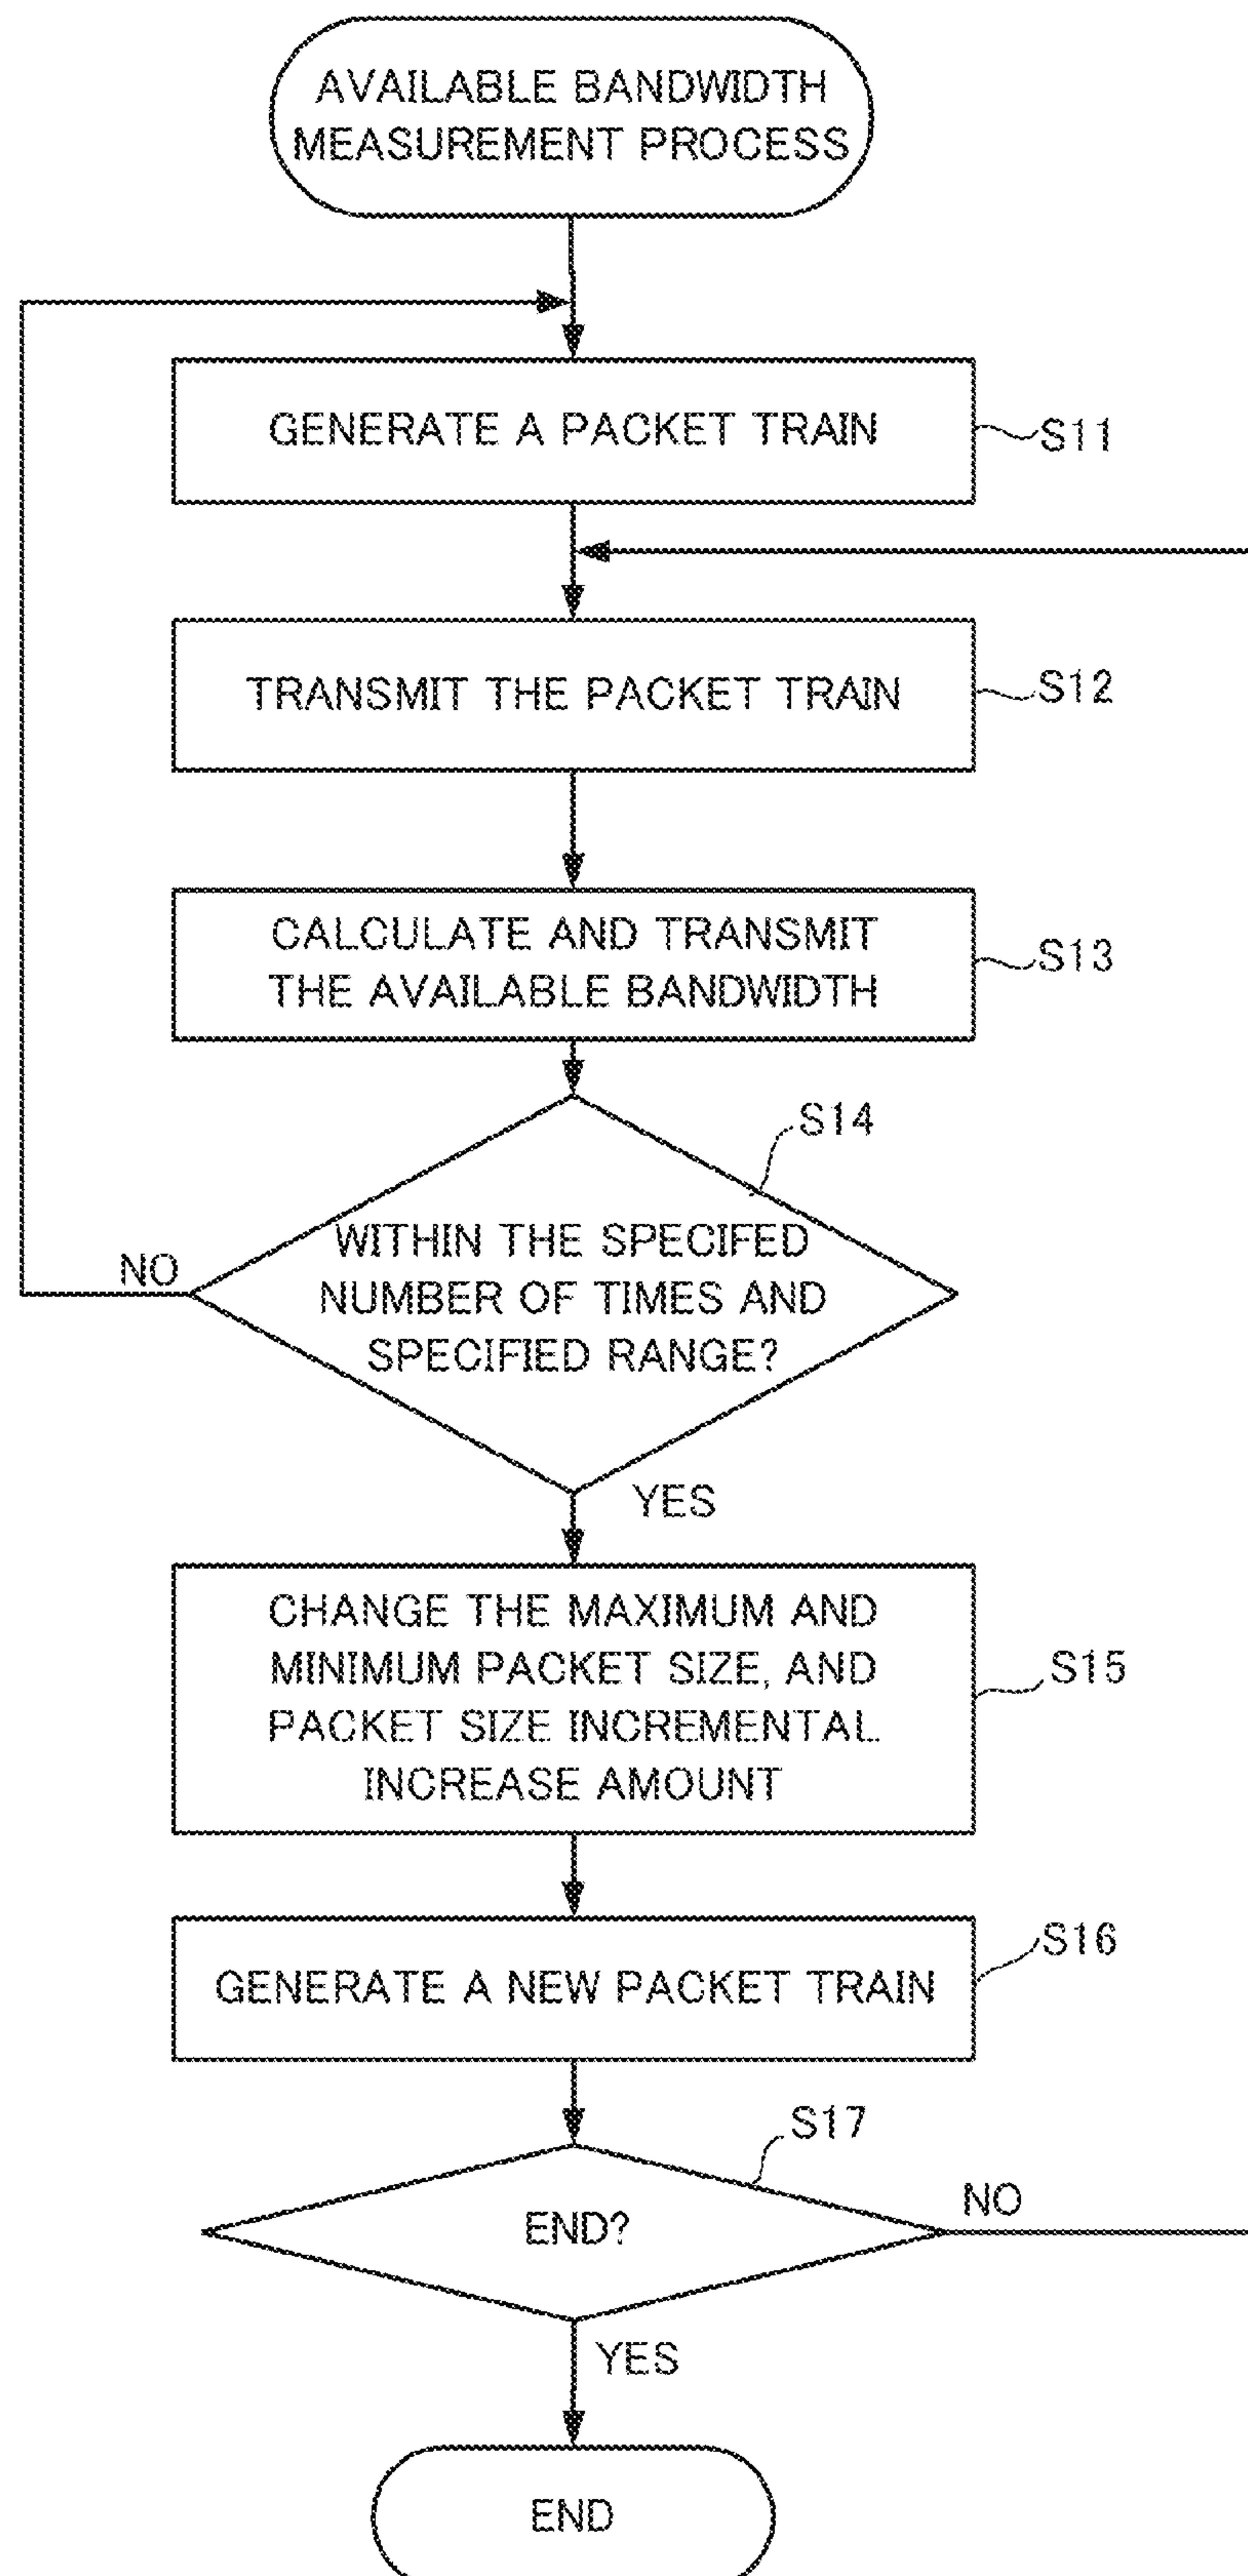 AVAILABLE BANDWIDTH
MEASUREMENT PROCESS
GENERATE A PACKET TRAIN
S11
TRANSMIT THE PACKET TRAIN
S12
CALCULATE AND TRANSMIT
THE AVAILABLE BANDWIDTH
S13
S14
WITHIN THE SPECIFED
NUMBER OF TIMES AND
SPECIFIED RANGE?
NO
YES
CHANGE THE MAXIMUM AND
MINIMUM PACKET SIZE, AND
PACKET SIZE INCREMENTAL
INCREASE AMOUNT
S15
GENERATE A NEW PACKET TRAIN
S16
S17
END?
NO
YES
END